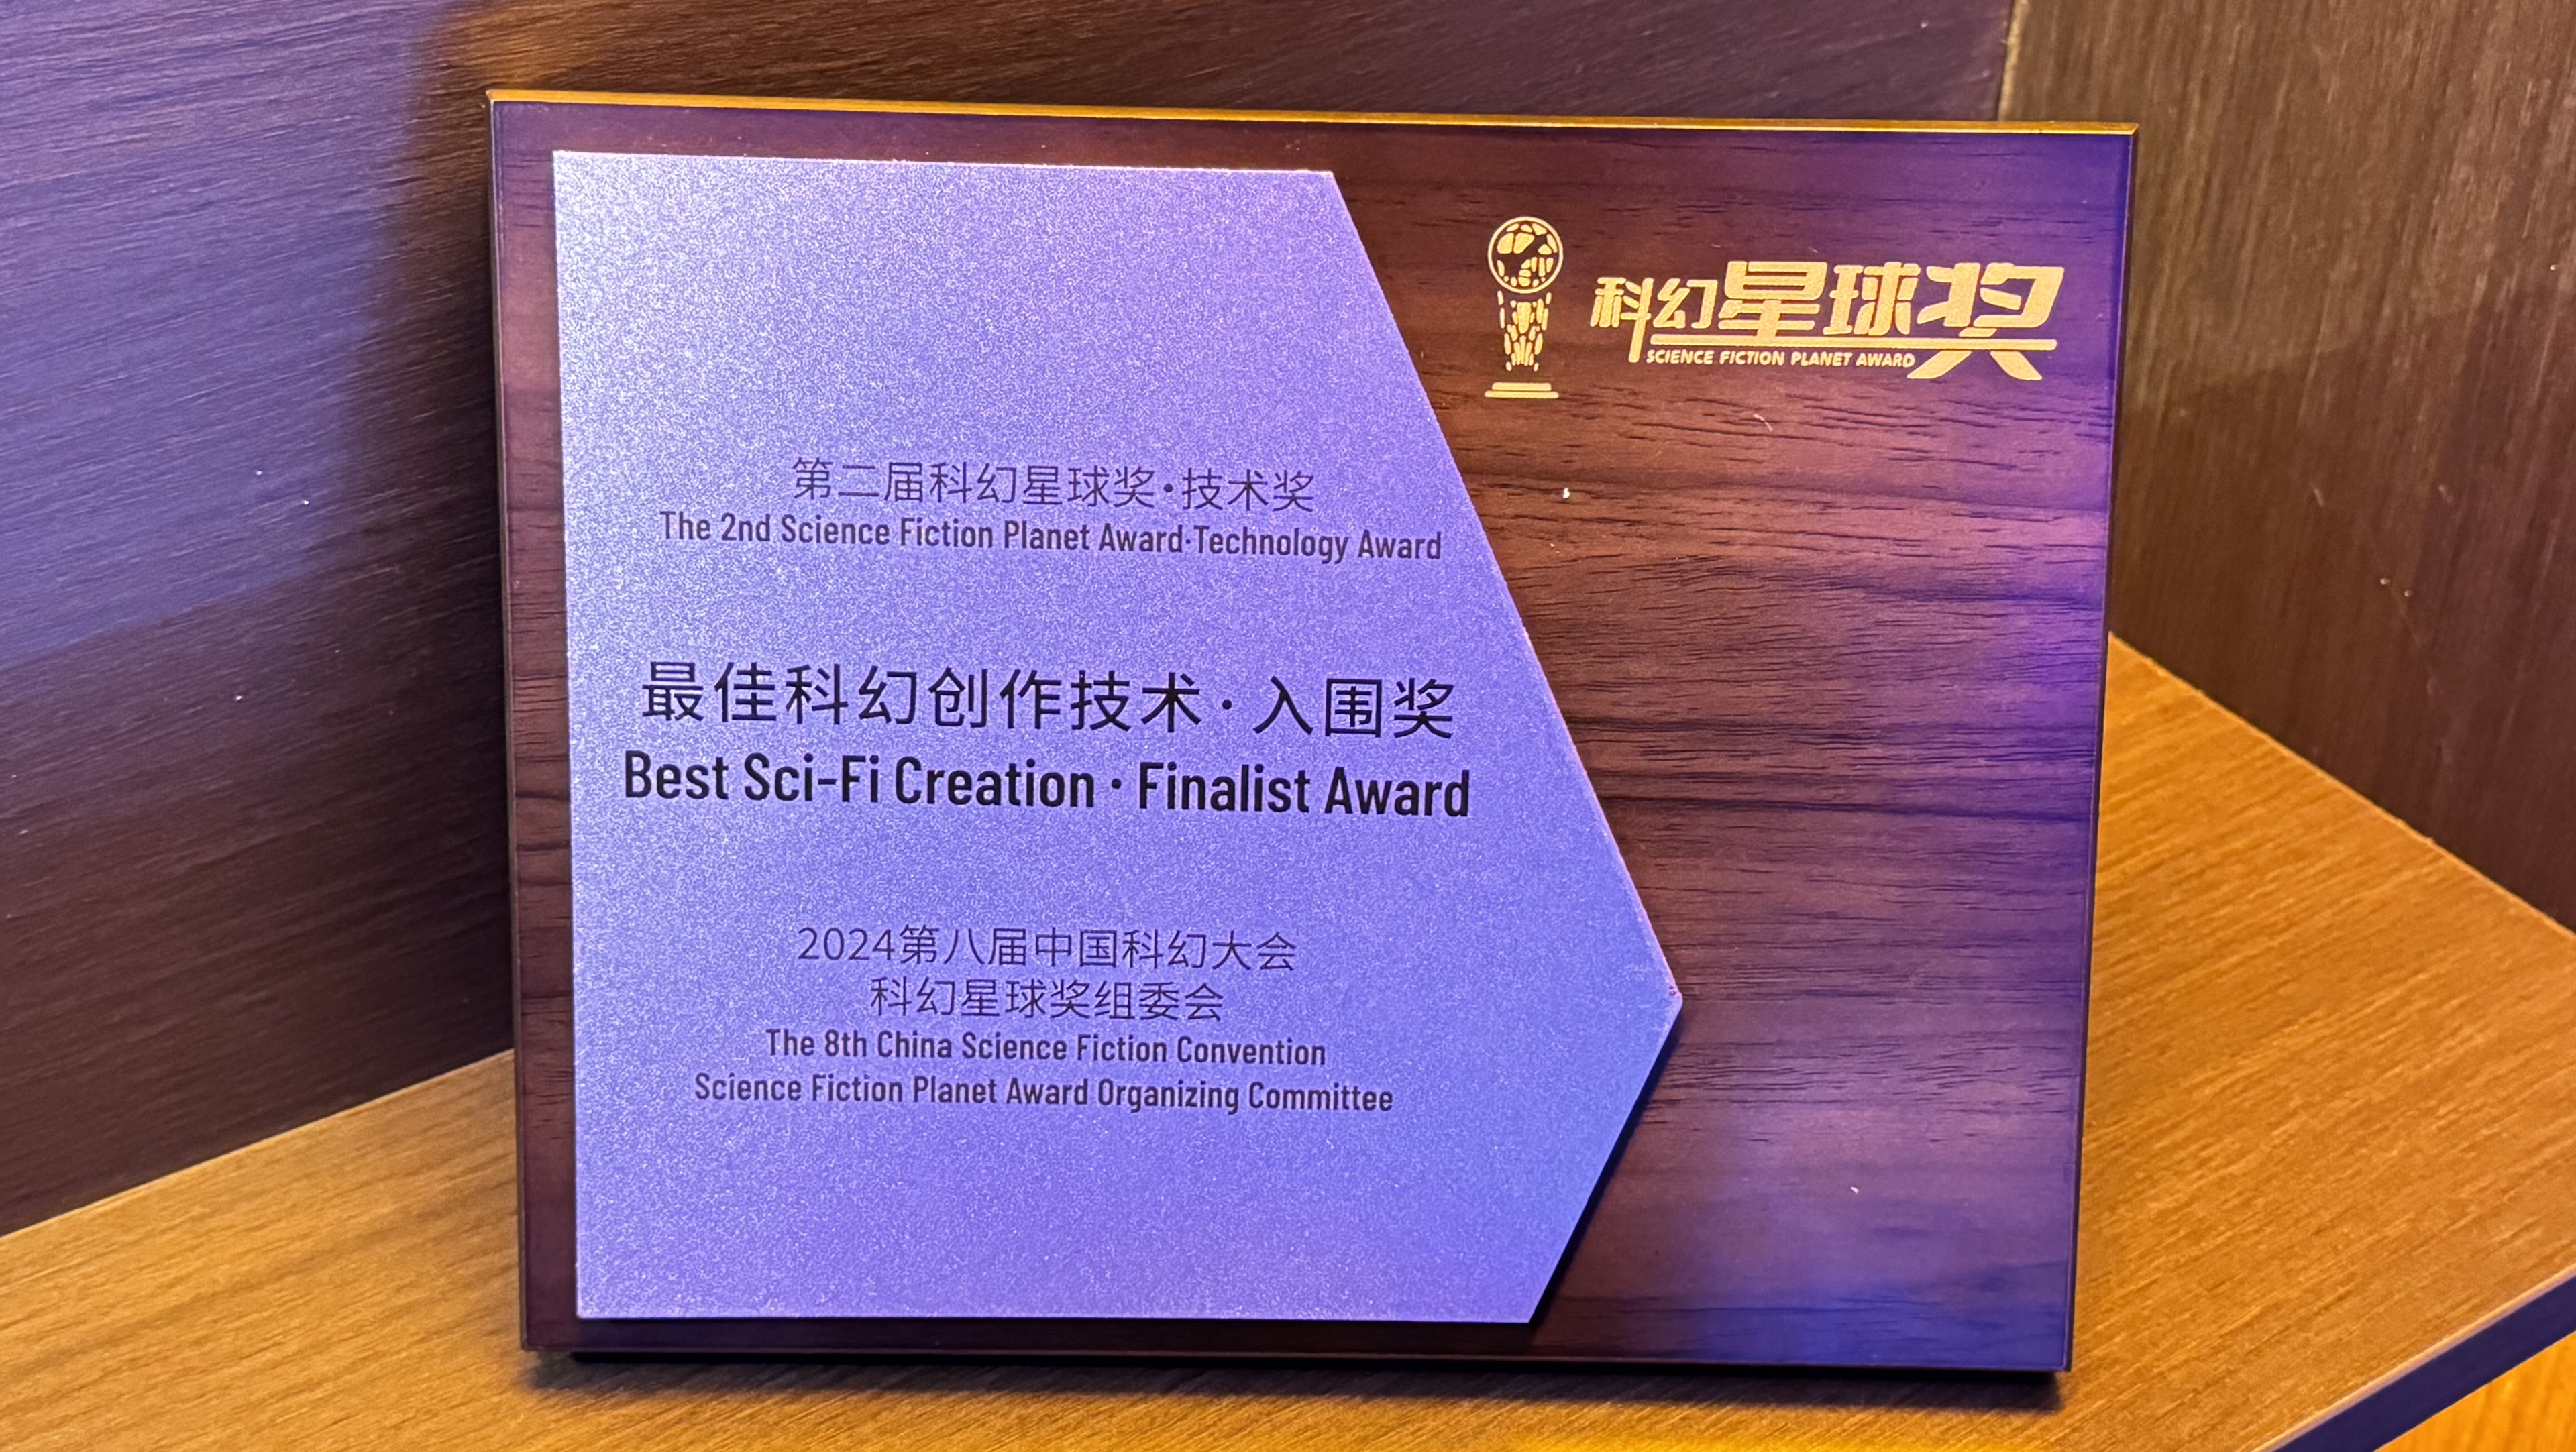 科幻星球奖
SCIENCE FICTION PLANET AWARD
第二届科幻星球奖·技术奖
The 2nd Science Fiction Planet Award·Technology Award
最佳科幻创作技术·入围奖
Best Sci-Fi Creation · Finalist Award
2024第八届中国科幻大会
科幻星球奖组委会
The 8th China Science Fiction Convention
Science Fiction Planet Award Organizing Committee